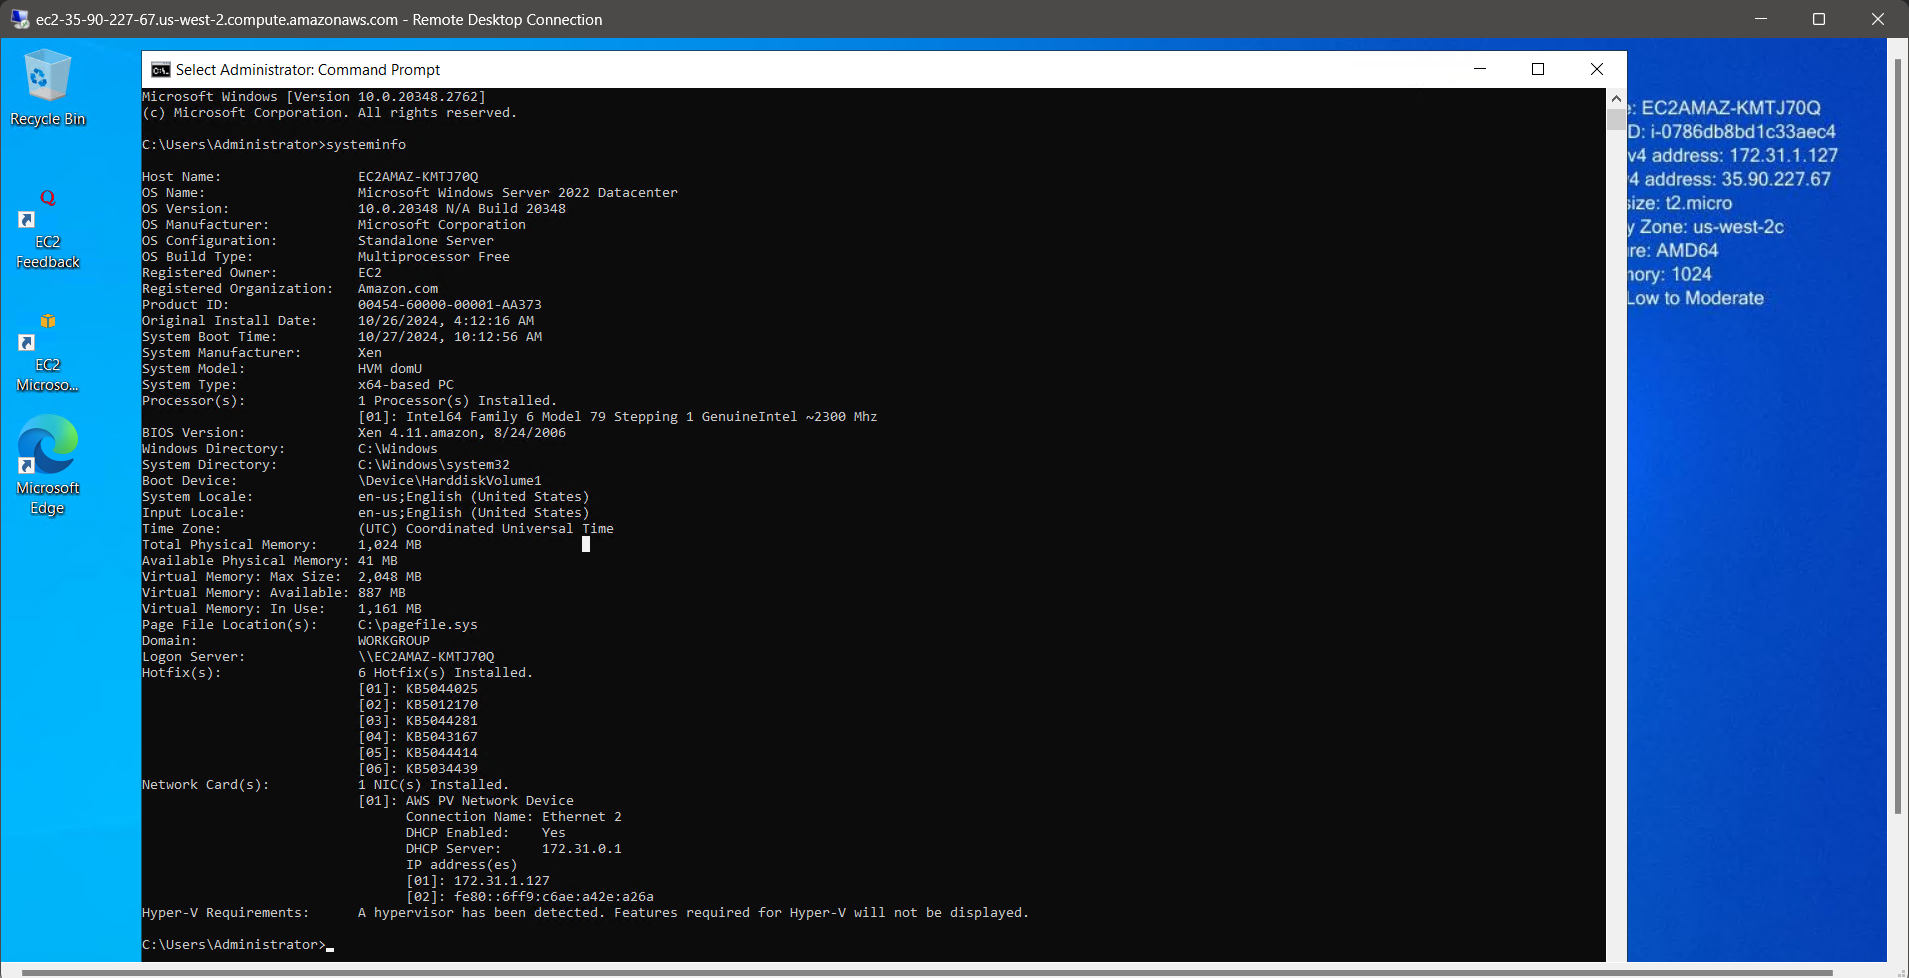 ec2-35-90-227-67.us-west-2.compute.amazonaws.com - Remote Desktop Connection
Recycle Bin
EC2
Feedback
EC2
Microso...
Microsoft
Edge
Select Administrator: Command Prompt
Microsoft Windows [Version 10.0.20348.2762]
(c) Microsoft Corporation. All rights reserved.
C:\Users\Administrator>systeminfo
Host Name: EC2AMAZ-KMTJ70Q
OS Name: Microsoft Windows Server 2022 Datacenter
OS Version: 10.0.20348 N/A Build 20348
OS Manufacturer: Microsoft Corporation
OS Configuration: Standalone Server
OS Build Type: Multiprocessor Free
Registered Owner: EC2
Registered Organization: Amazon.com
Product ID: 00454-60000-00001-AA373
Original Install Date: 10/26/2024, 4:12:16 AM
System Boot Time: 10/27/2024, 10:12:56 AM
System Manufacturer: Xen
System Model: HVM domU
System Type: x64-based PC
Processor(s): 1 Processor(s) Installed.
[01]: Intel64 Family 6 Model 79 Stepping 1 GenuineIntel ~2300 Mhz
BIOS Version: Xen 4.11.amazon, 8/24/2006
Windows Directory: C:\Windows
System Directory: C:\Windows\system32
Boot Device: \Device\HarddiskVolume1
System Locale: en-us;English (United States)
Input Locale: en-us;English (United States)
Time Zone: (UTC) Coordinated Universal Time
Total Physical Memory: 1,024 MB
Available Physical Memory: 41 MB
Virtual Memory: Max Size: 2,048 MB
Virtual Memory: Available: 887 MB
Virtual Memory: In Use: 1,161 MB
Page File Location(s): C:\pagefile.sys
Domain: WORKGROUP
Logon Server: \\EC2AMAZ-KMTJ70Q
Hotfix(s): 6 Hotfix(s) Installed.
[01]: KB5044025
[02]: KB5012170
[03]: KB5044281
[04]: KB5043167
[05]: KB5044414
[06]: KB5034439
Network Card(s): 1 NIC(s) Installed.
[01]: AWS PV Network Device
Connection Name: Ethernet 2
DHCP Enabled: Yes
DHCP Server: 172.31.0.1
IP address(es)
[01]: 172.31.1.127
[02]: fe80::6ff9:c6ae:a42e:a26a
Hyper-V Requirements: A hypervisor has been detected. Features required for Hyper-V will not be displayed.
C:\Users\Administrator>
e: EC2AMAZ-KMTJ70Q
D: i-0786db8bd1c33aec4
v4 address: 172.31.1.127
v4 address: 35.90.227.67
size: t2.micro
y Zone: us-west-2c
ure: AMD64
mory: 1024
Low to Moderate